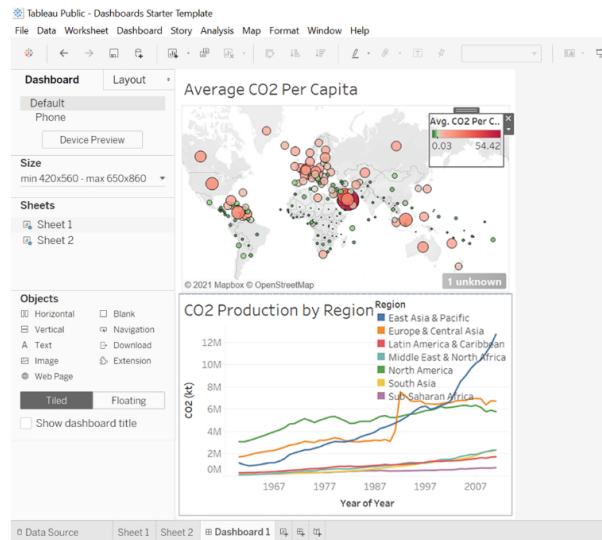 Tableau Public - Dashboards Starter Template
File Data Worksheet Dashboard Story Analysis Map Format Window Help
Dashboard Layout
Default
Phone
Device Preview
Size
min 420x560 - max 650x860
Sheets
Sheet 1
Sheet 2
Objects
Horizontal Blank
Vertical Navigation
A Text Download
Image Extension
Web Page
Tiled Floating
Show dashboard title
Average CO2 Per Capita
Avg. CO2 Per C..
0.03 54.42
© 2021 Mapbox © OpenStreetMap
1 unknown
CO2 Production by Region
Region
East Asia & Pacific
Europe & Central Asia
Latin America & Caribbean
Middle East & North Africa
North America
South Asia
Sub-Saharan Africa
CO2 (kt)
12M
10M
8M
6M
4M
2M
0M
1967 1977 1987 1997 2007
Year of Year
Data Source Sheet 1 Sheet 2 Dashboard 1